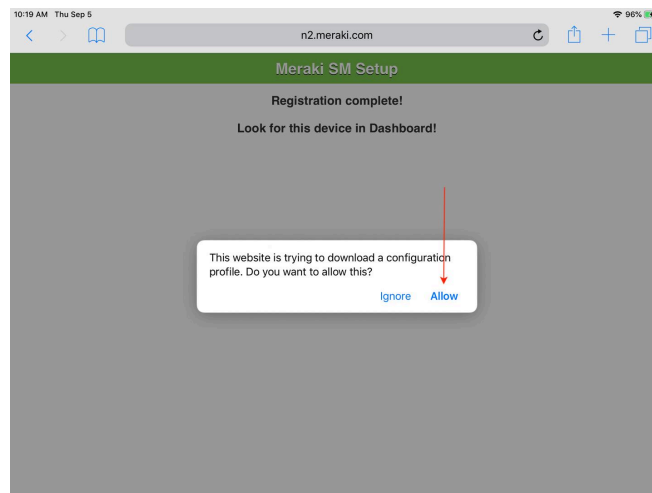 10:19 AM Thu Sep 5
96%
n2.meraki.com
Meraki SM Setup
Registration complete!
Look for this device in Dashboard!
This website is trying to download a configuration
profile. Do you want to allow this?
Ignore Allow